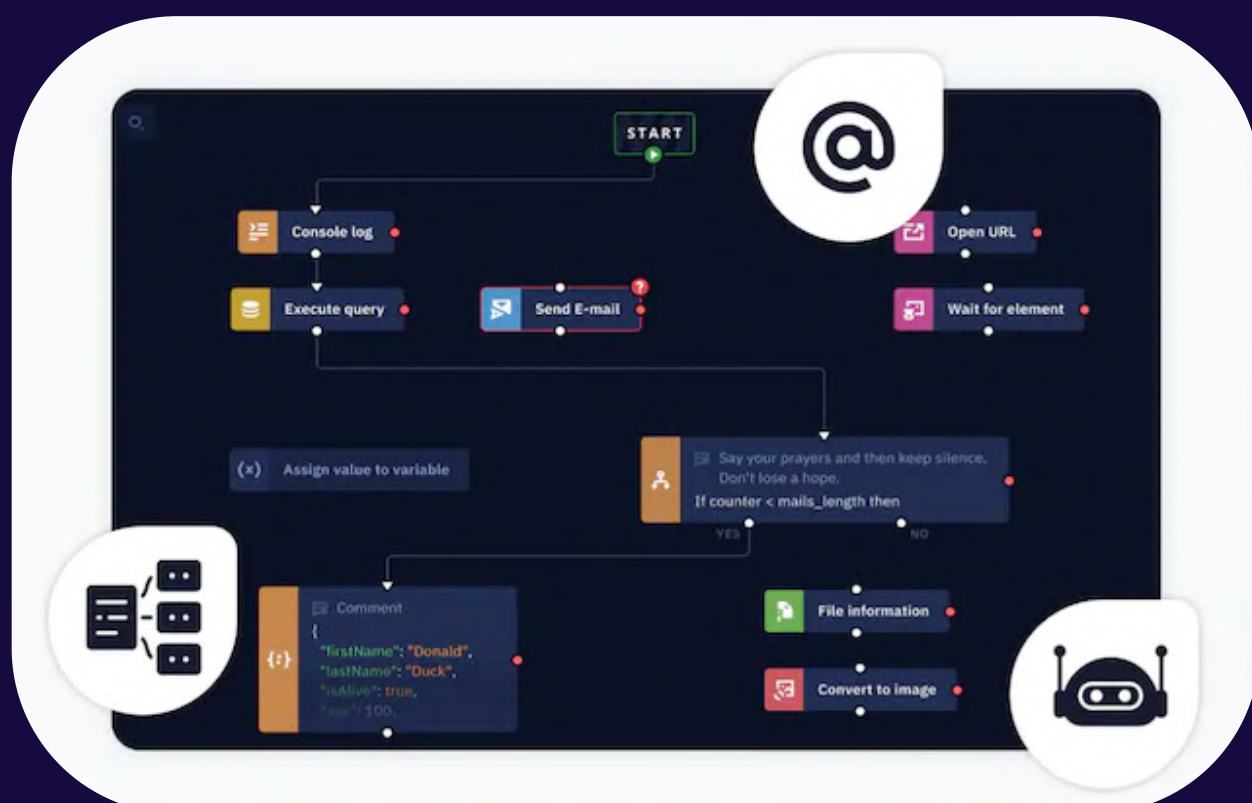 START
@
Console log
Open URL
Execute query
Send E-mail
?
Wait for element
(x) Assign value to variable
Say your prayers and then keep silence.
Don't lose a hope.
If counter < mails_length then
YES
NO
Comment
{
"firstName": "Donald",
"lastName": "Duck",
"isAlive": true,
"age": 100,
{:}
File information
Convert to image